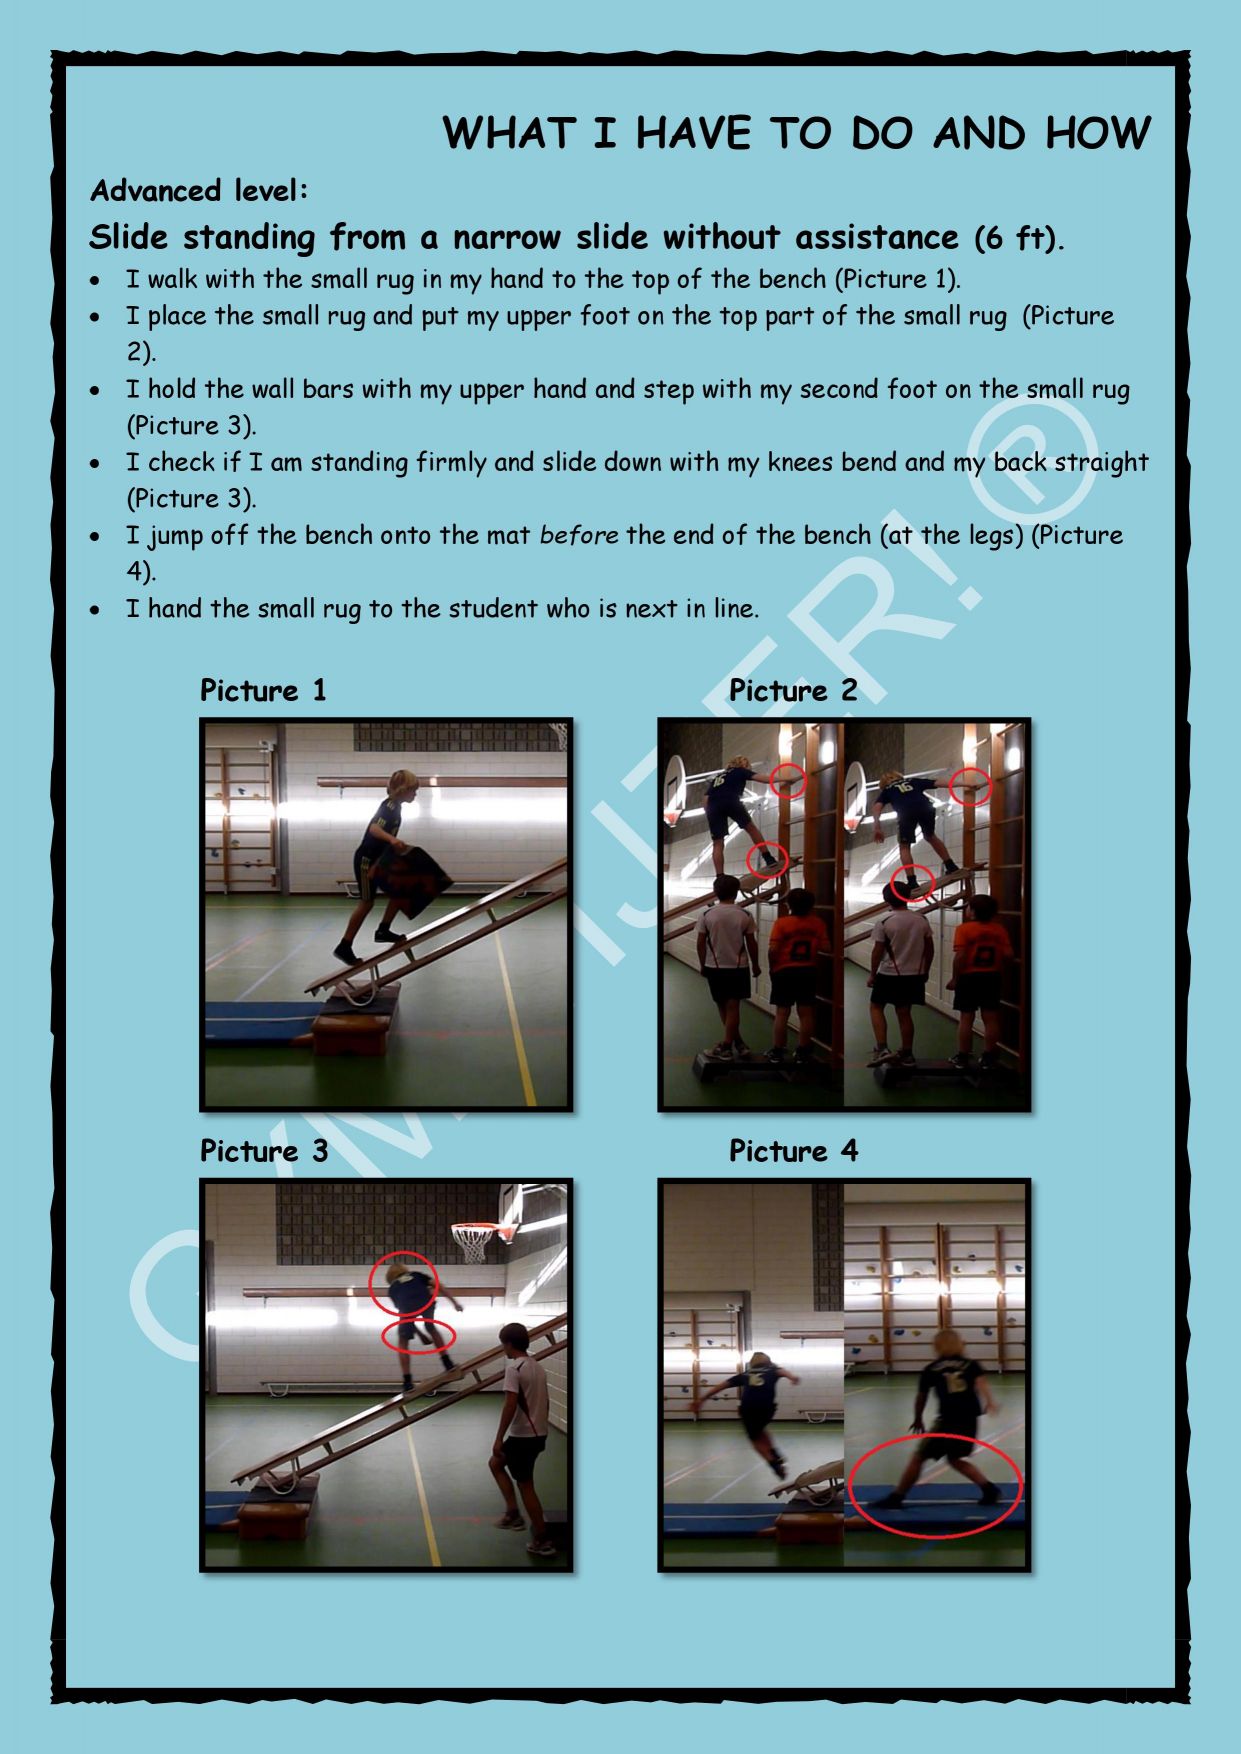 WHAT I HAVE TO DO AND HOW
Advanced level:
Slide standing from a narrow slide without assistance (6 ft).
• I walk with the small rug in my hand to the top of the bench (Picture 1).
• I place the small rug and put my upper foot on the top part of the small rug  (Picture
2).
• I hold the wall bars with my upper hand and step with my second foot on the small rug
(Picture 3).
• I check if I am standing firmly and slide down with my knees bend and my back straight
(Picture 3).
• I jump off the bench onto the mat before the end of the bench (at the legs) (Picture
4).
• I hand the small rug to the student who is next in line.
Picture 1
Picture 2
16
16
Picture 3
Picture 4
16